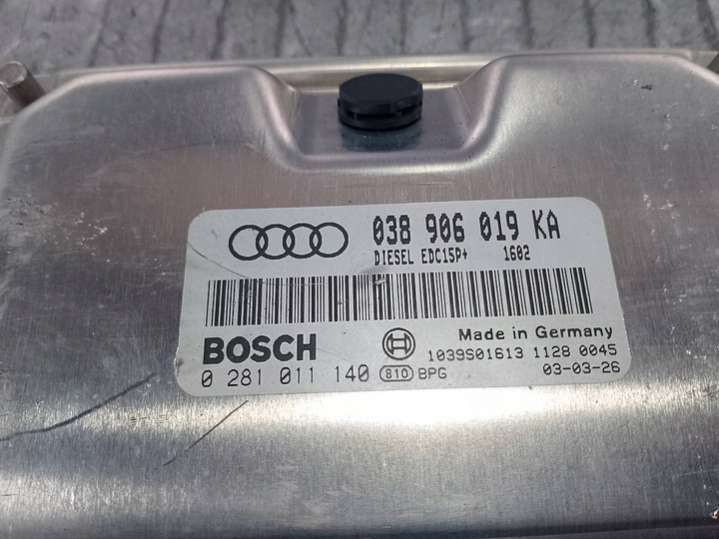 038 906 019 KA
DIESEL EDC15P+ 1602
BOSCH
Made in Germany
1039S01613 1128 0045
0 281 011 140 810 BPG 03-03-26